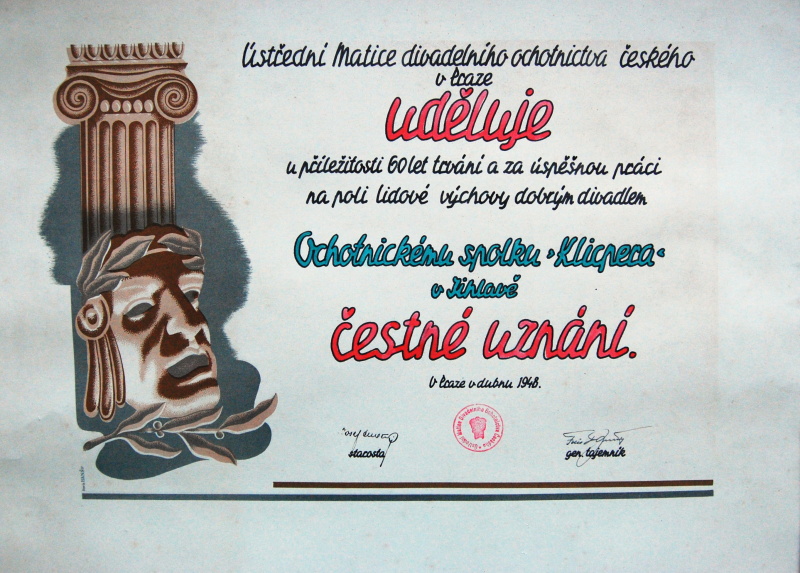 Ústřední Matice divadelního ochotnictva českého
v Praze
uděluje
u příležitosti 60 let trvání a za úspěšnou práci
na poli lidové výchovy dobrým divadlem
Ochotnickému spolku "Klicpera"
v Jihlavě
čestné uznání.
V Praze v dubnu 1948.
starosta
gen. tajemník